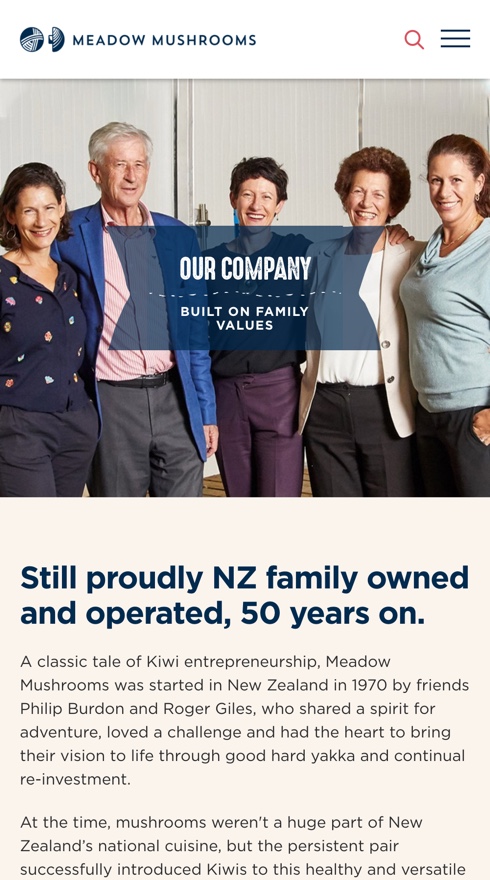 MEADOW MUSHROOMS
OUR COMPANY
BUILT ON FAMILY
VALUES
Still proudly NZ family owned
and operated, 50 years on.
A classic tale of Kiwi entrepreneurship, Meadow
Mushrooms was started in New Zealand in 1970 by friends
Philip Burdon and Roger Giles, who shared a spirit for
adventure, loved a challenge and had the heart to bring
their vision to life through good hard yakka and continual
re-investment.
At the time, mushrooms weren't a huge part of New
Zealand’s national cuisine, but the persistent pair
successfully introduced Kiwis to this healthy and versatile